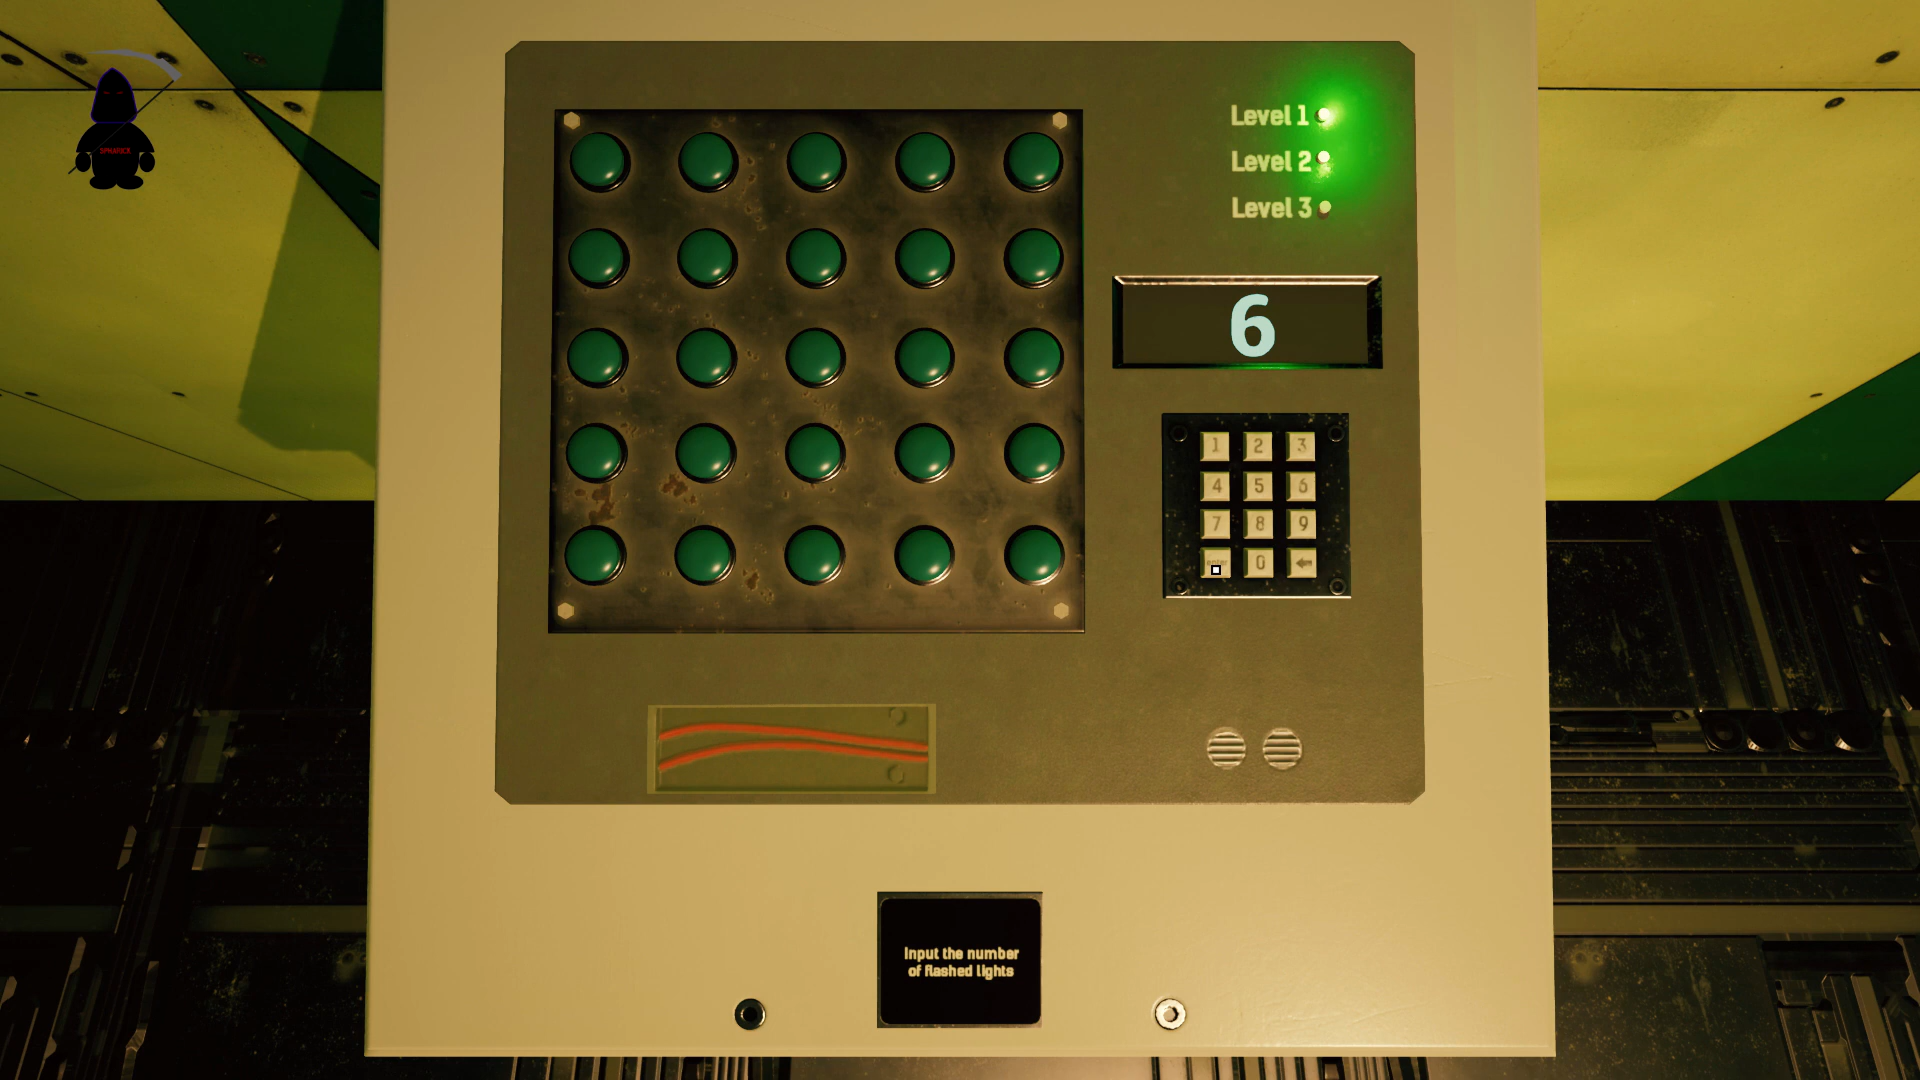 Level 1
Level 2
Level 3
6
1 2 3
4 5 6
7 8 9
0
Input the number
of flashed lights